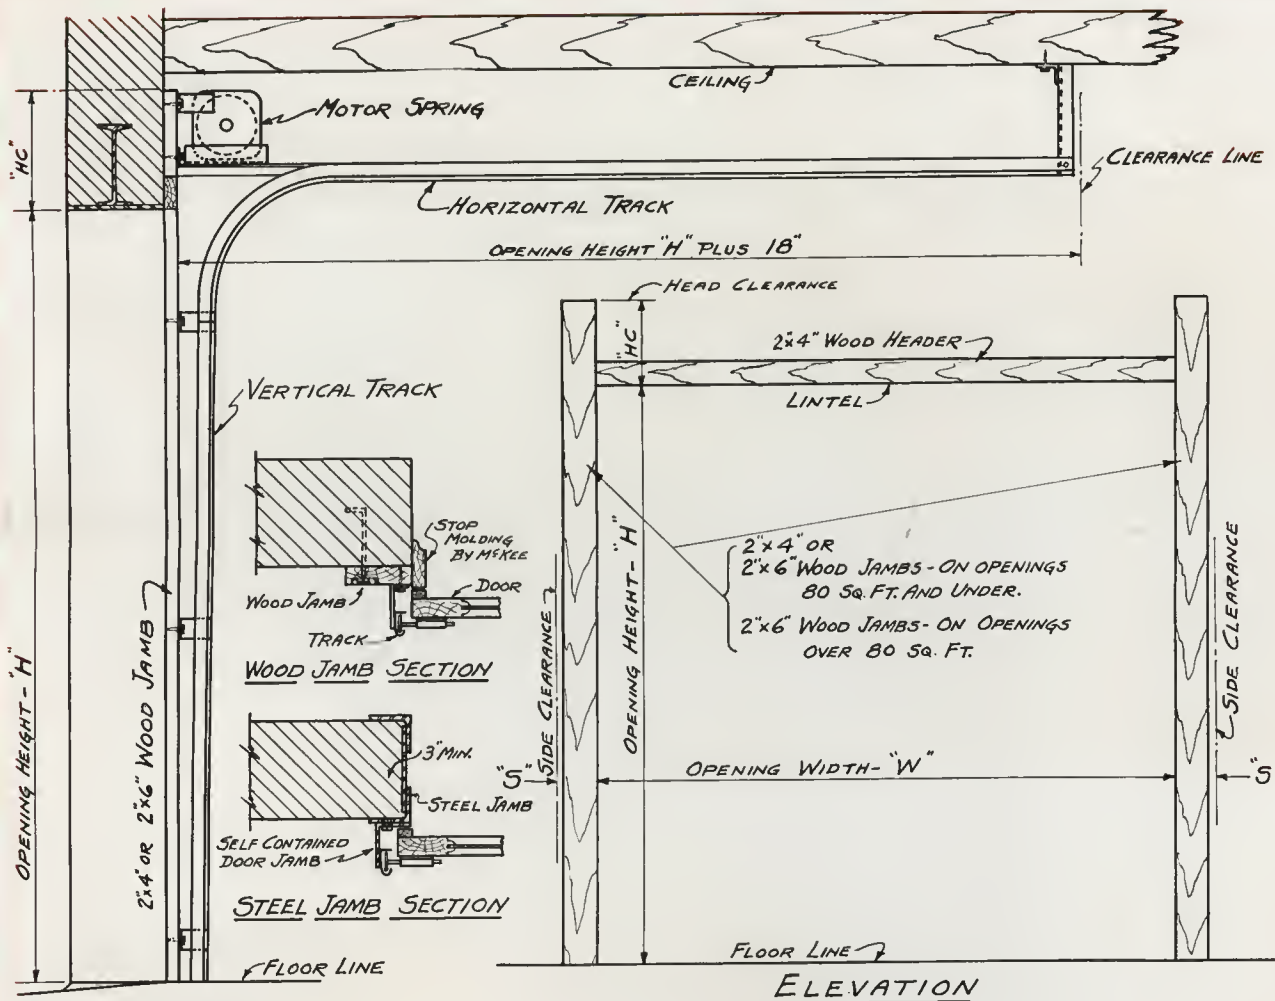 CEILING
MOTOR SPRING
"HC"
CLEARANCE LINE
HORIZONTAL TRACK
OPENING HEIGHT "H" PLUS 18"
HEAD CLEARANCE
"HC"
2"x4" WOOD HEADER
LINTEL
VERTICAL TRACK
STOP
MOLDING
BY McKEE
DOOR
WOOD JAMB
TRACK
WOOD JAMB SECTION
2"x4" OR
2"x6" WOOD JAMBS - ON OPENINGS
80 SQ. FT. AND UNDER.
2"x6" WOOD JAMBS - ON OPENINGS
OVER 80 SQ. FT.
OPENING HEIGHT - "H"
2"x4" OR 2"x6" WOOD JAMB
SIDE CLEARANCE
OPENING HEIGHT - "H"
SIDE CLEARANCE
3" MIN.
STEEL JAMB
SELF CONTAINED
DOOR JAMB
STEEL JAMB SECTION
"S"
OPENING WIDTH - "W"
"S
FLOOR LINE
FLOOR LINE
ELEVATION